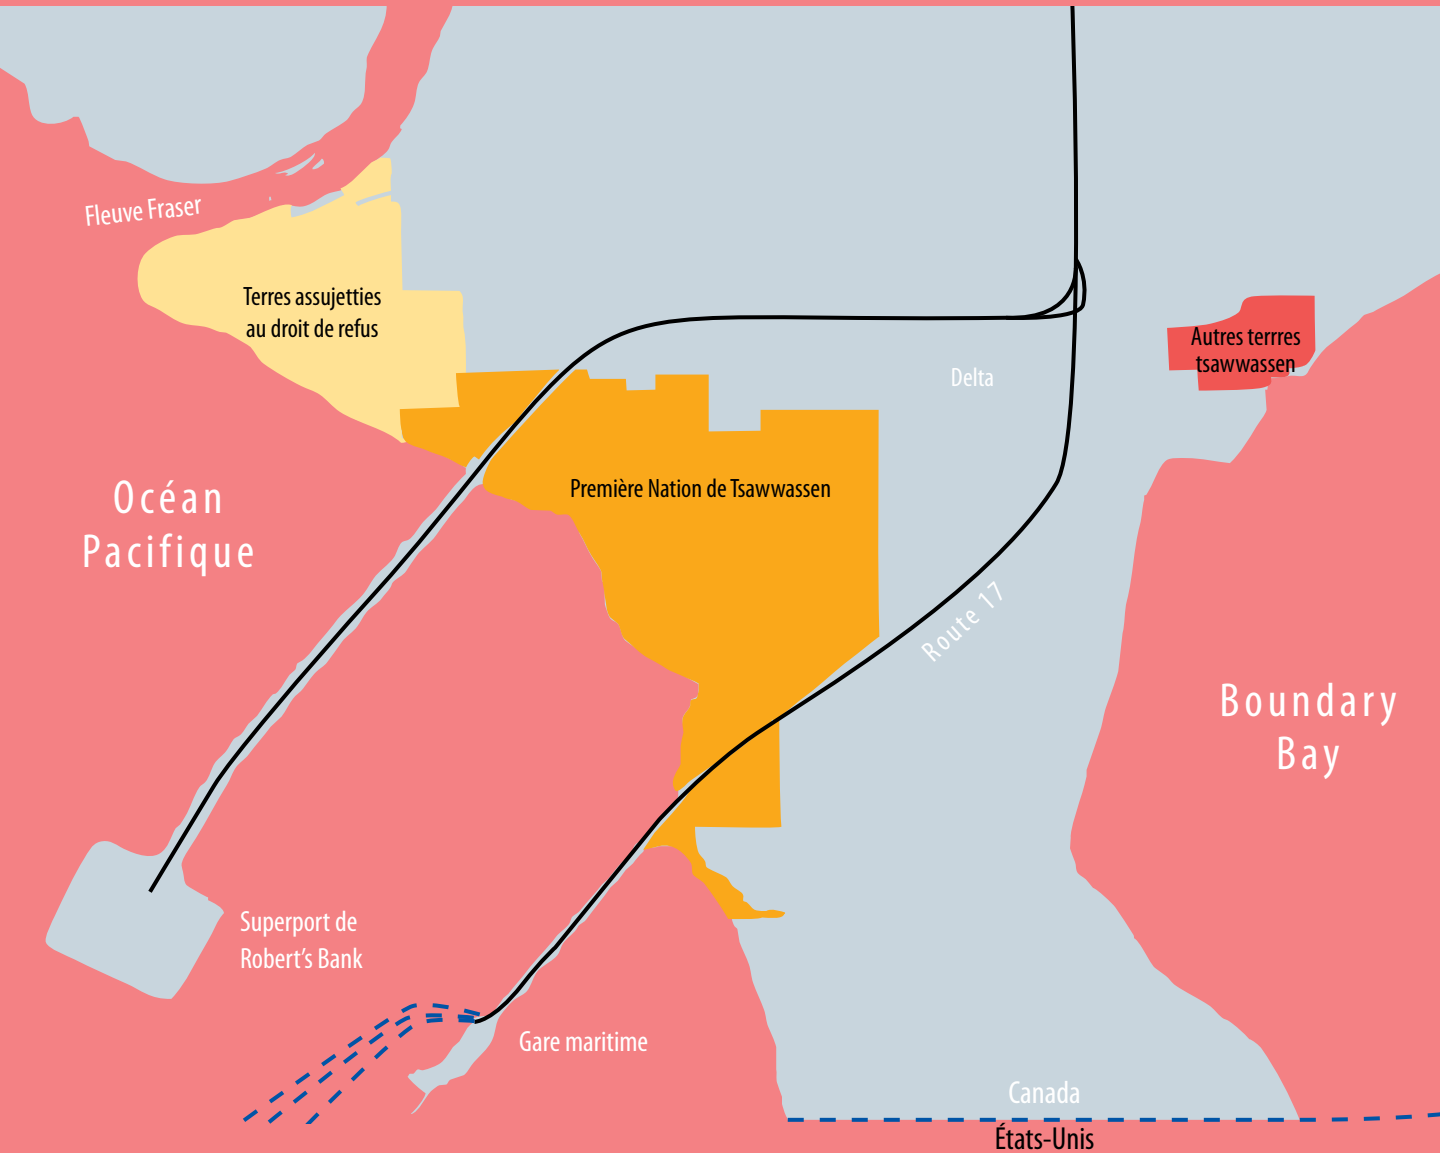 Fleuve Fraser
Terres assujetties
au droit de refus
Autres terrres
tsawwassen
Delta
Première Nation de Tsawwassen
Océan
Pacifique
Route 17
Boundary
Bay
Superport de
Robert's Bank
Gare maritime
Canada
États-Unis